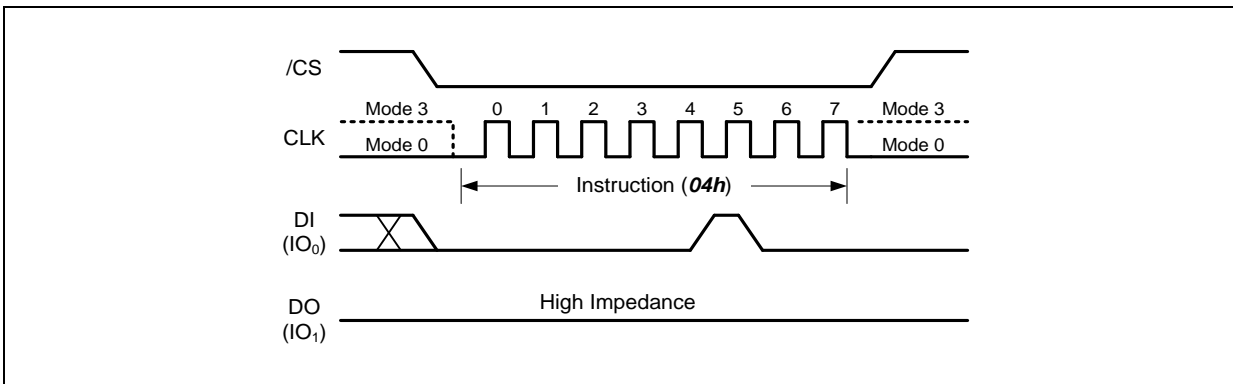 /CS
Mode 3 0 1 2 3 4 5 6 7 Mode 3
CLK
Mode 0 Mode 0
Instruction (04h)
DI
(IO₀)
High Impedance
DO
(IO₁)